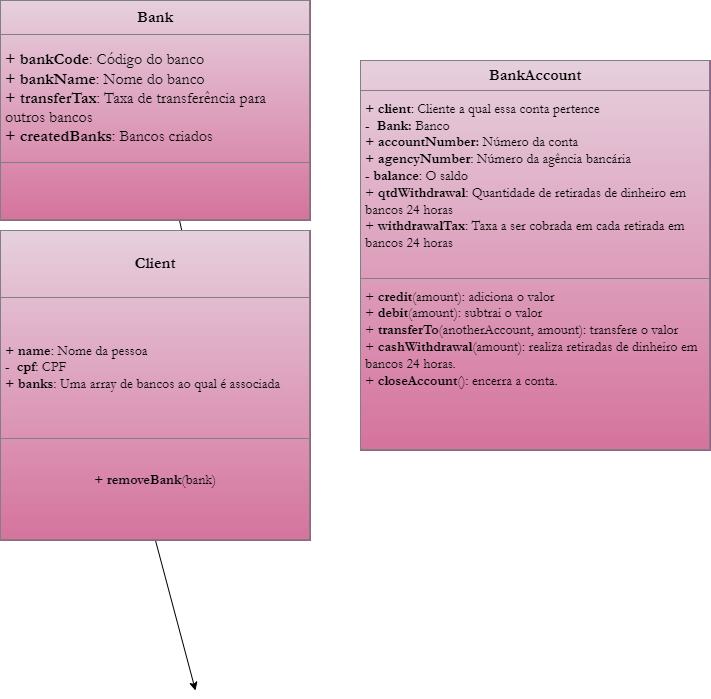 Bank
+ bankCode: Código do banco
+ bankName: Nome do banco
+ transferTax: Taxa de transferência para
outros bancos
+ createdBanks: Bancos criados
Client
+ name: Nome da pessoa
- cpf: CPF
+ banks: Uma array de bancos ao qual é associada
+ removeBank(bank)
BankAccount
+ client: Cliente a qual essa conta pertence
- Bank: Banco
+ accountNumber: Número da conta
+ agencyNumber: Número da agência bancária
- balance: O saldo
+ qtdWithdrawal: Quantidade de retiradas de dinheiro em
bancos 24 horas
+ withdrawalTax: Taxa a ser cobrada em cada retirada em
bancos 24 horas
+ credit(amount): adiciona o valor
+ debit(amount): subtrai o valor
+ transferTo(anotherAccount, amount): transfere o valor
+ cashWithdrawal(amount): realiza retiradas de dinheiro em
bancos 24 horas.
+ closeAccount(): encerra a conta.